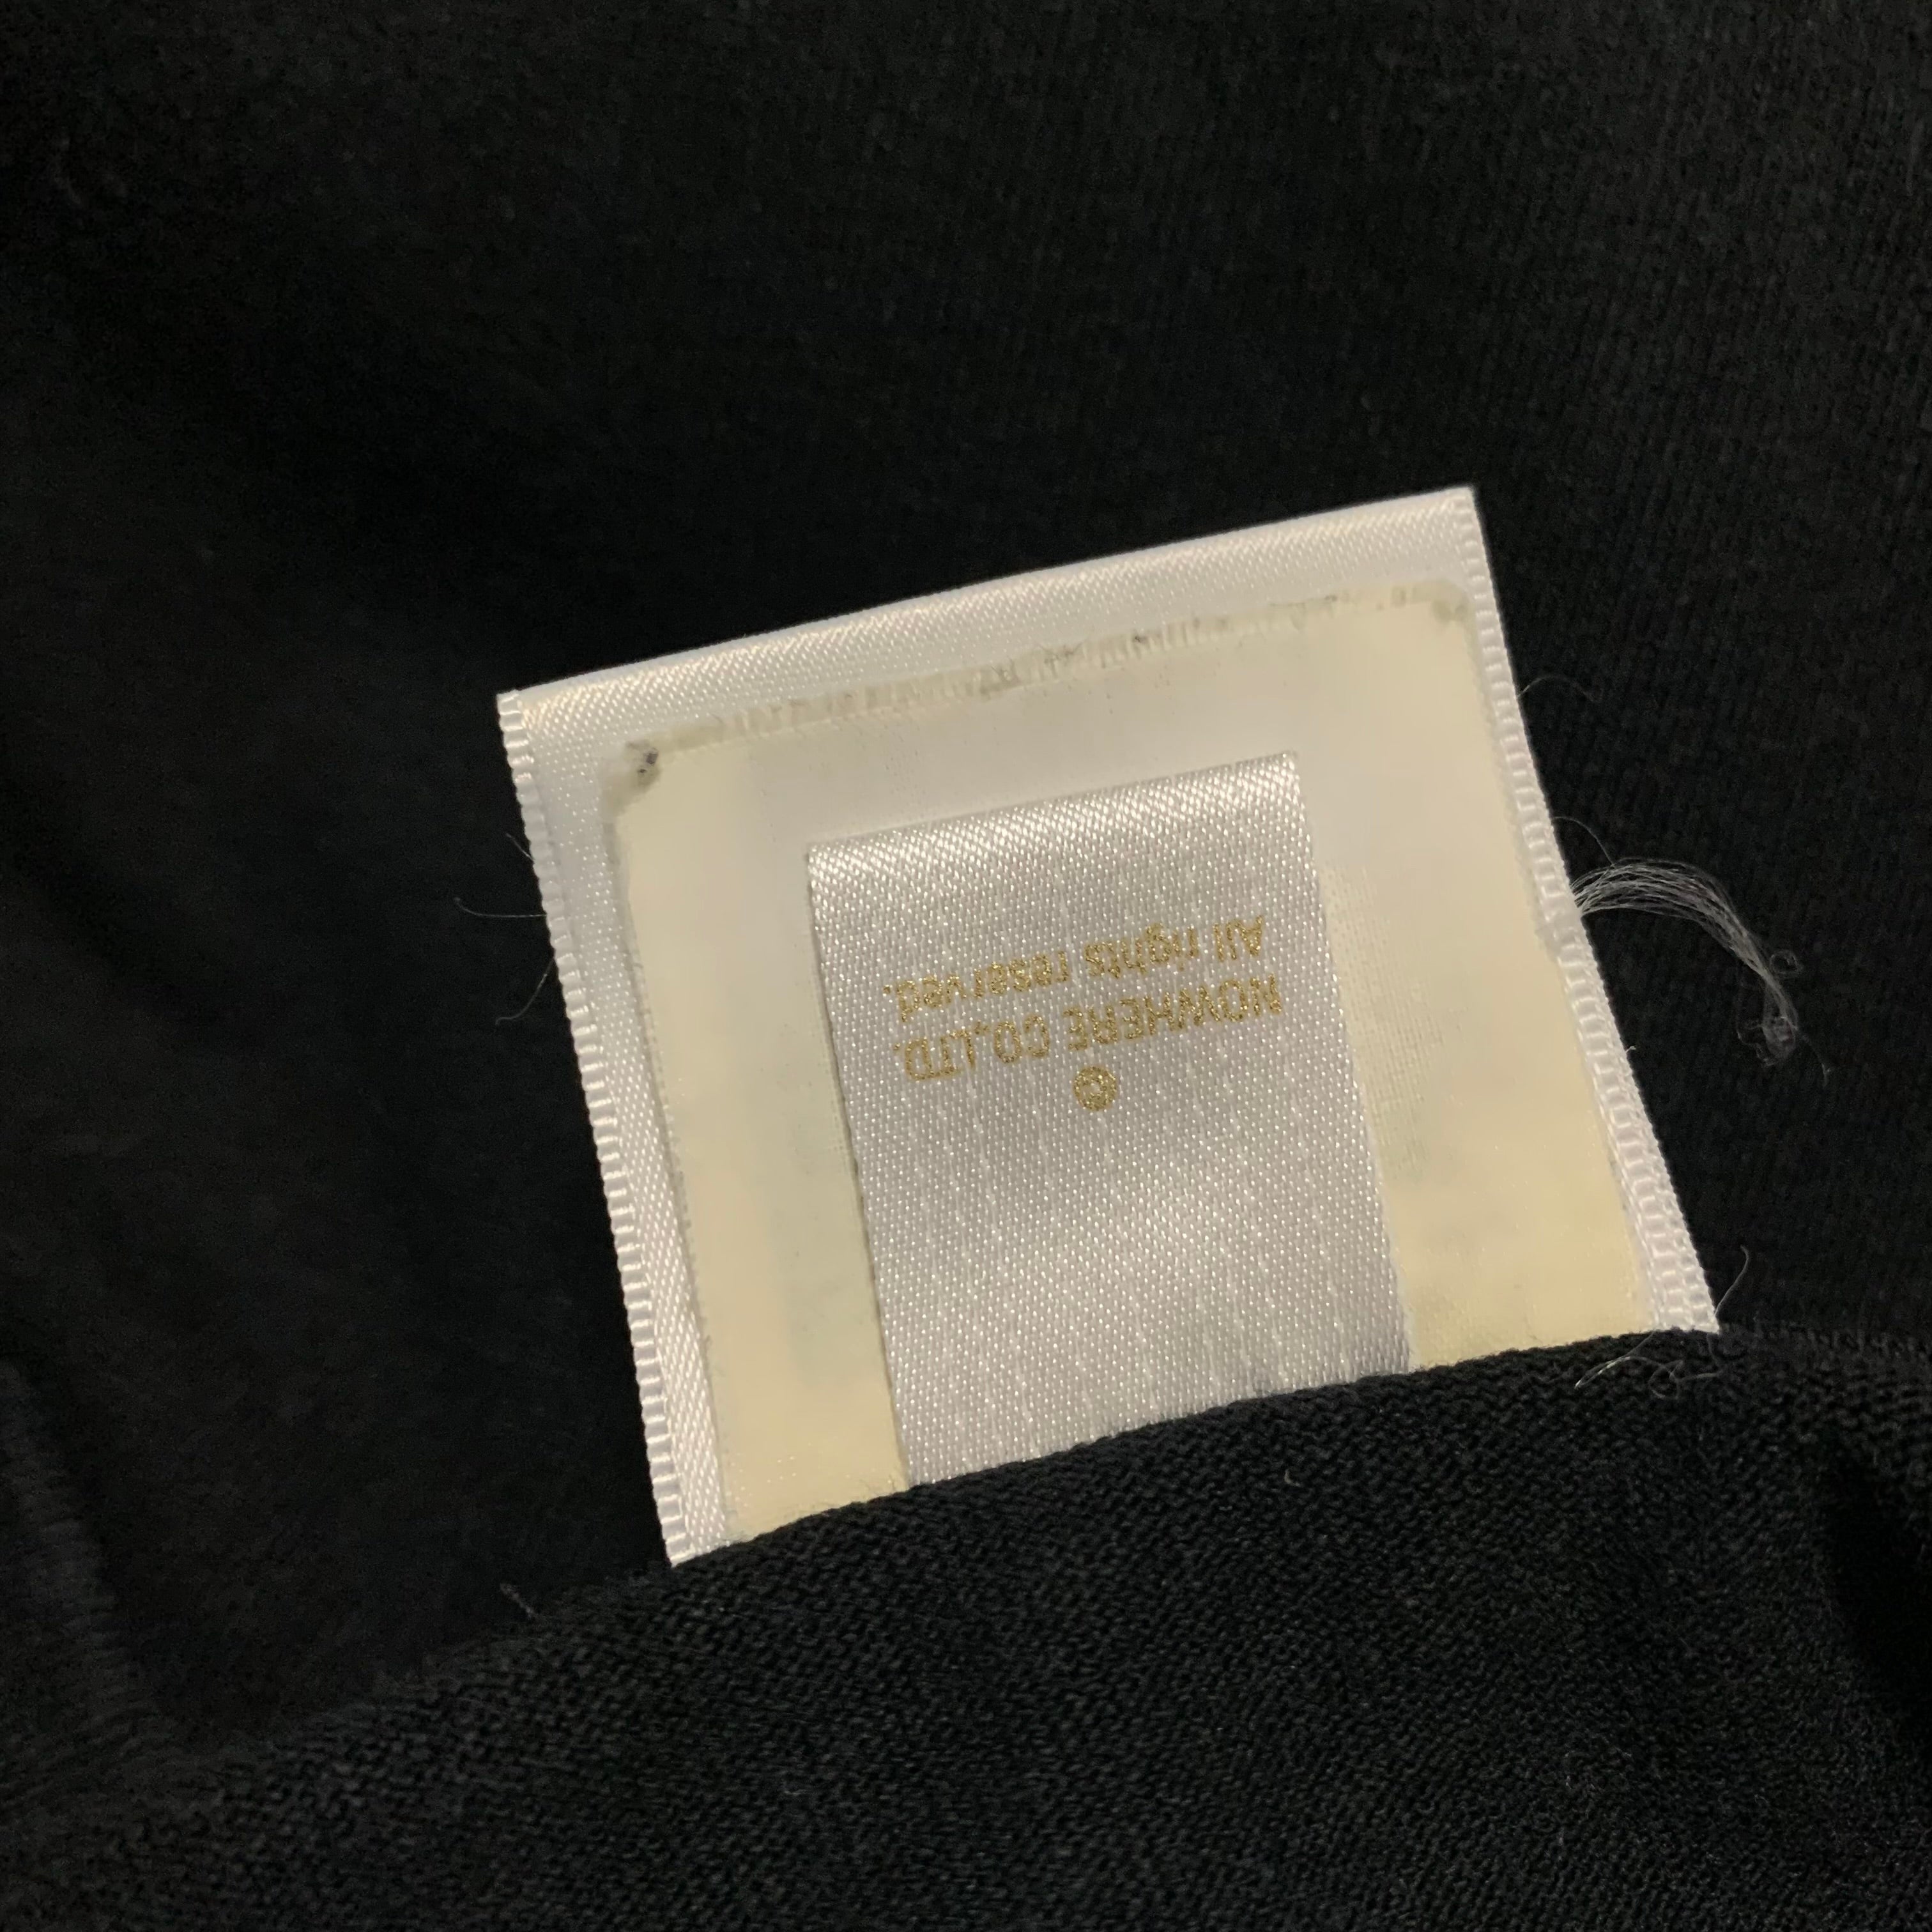 ©
NOWHERE CO.,LTD.
All rights reserved.